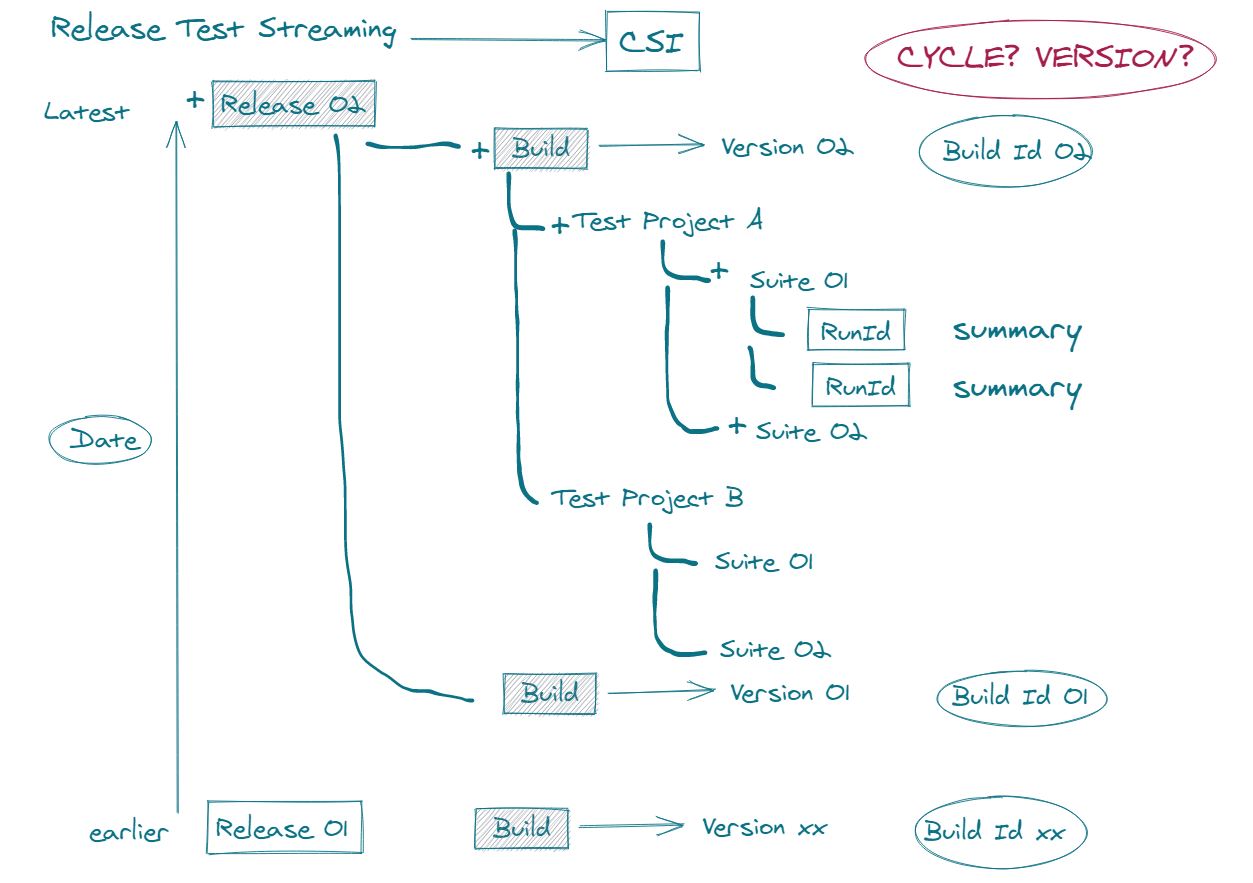 Release Test Streaming
CSI
CYCLE? VERSION?
Latest
+ Release 02
+ Build
Version 02
Build Id 02
+ Test Project A
+ Suite 01
RunId
summary
RunId
summary
+ Suite 02
Date
Test Project B
Suite 01
Suite 02
Build
Version 01
Build Id 01
earlier
Release 01
Build
Version xx
Build Id xx